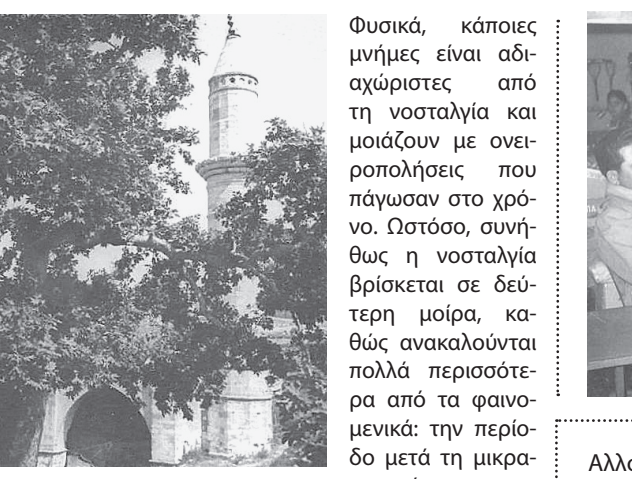 Φυσικά, κάποιες
μνήμες είναι αδι-
αχώριστες από
τη νοσταλγία και
μοιάζουν με ονει-
ροπολήσεις που
πάγωσαν στο χρό-
νο. Ωστόσο, συνή-
θως η νοσταλγία
βρίσκεται σε δεύ-
τερη μοίρα, κα-
θώς ανακαλούνται
πολλά περισσότε-
ρα από τα φαινο-
μενικά: την περίο-
δο μετά τη μικρα-